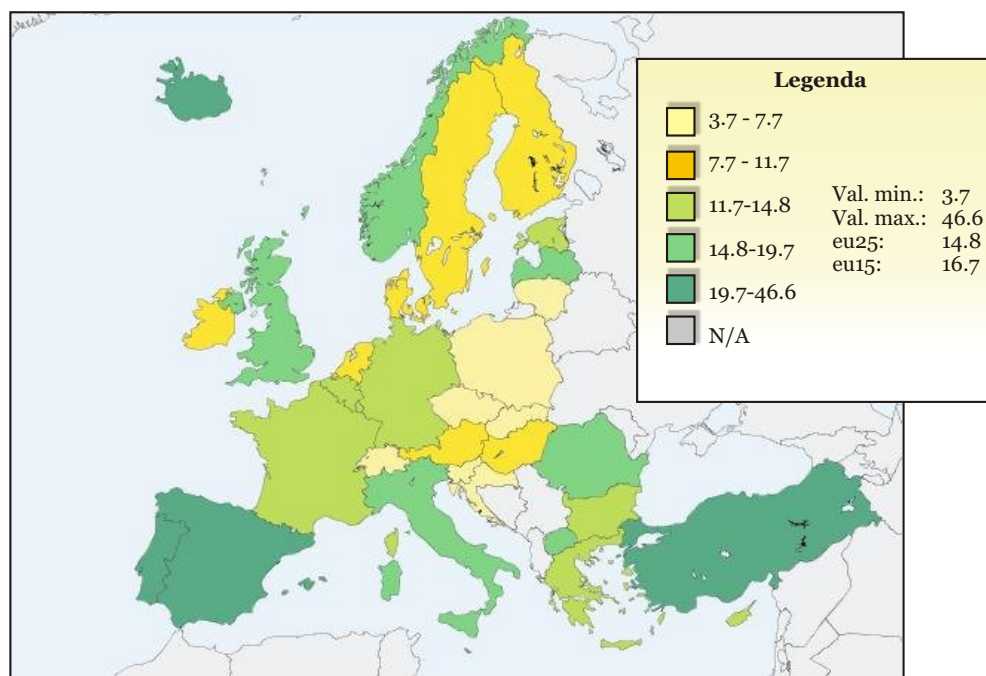 Legenda
3.7 - 7.7
7.7 - 11.7
11.7-14.8
14.8-19.7
19.7-46.6
N/A
Val. min.: 3.7
Val. max.: 46.6
eu25: 14.8
eu15: 16.7